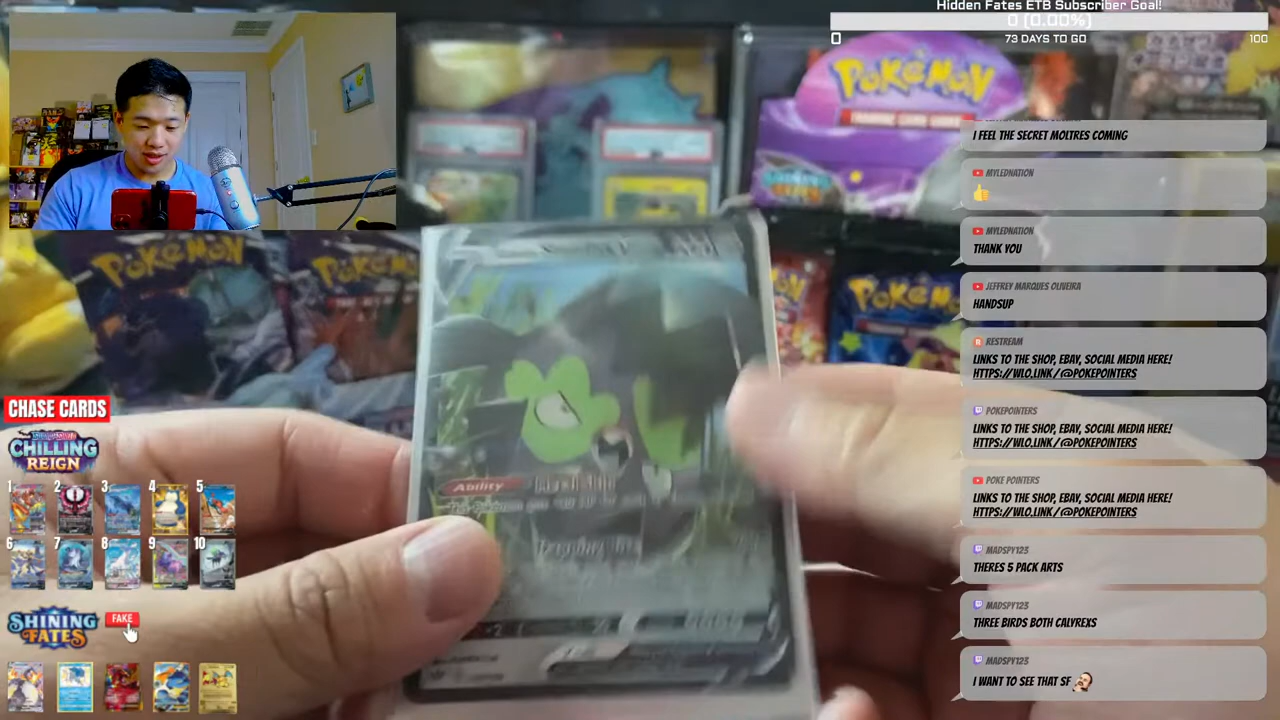 Hidden Fates ETB Subscriber Goal!
0 (0.00%)
0
73 DAYS TO GO
100
POKéMON
TRADING CARD GAME
SHINING
FATES
I FEEL THE SECRET MOLTRES COMING
MYLEDNATION
MYLEDNATION
THANK YOU
JEFFREY MARQUES OLIVEIRA
HANDSUP
RESTREAM
LINKS TO THE SHOP, EBAY, SOCIAL MEDIA HERE!
HTTPS://WLO.LINK/@POKEPOINTERS
POKEPOINTERS
LINKS TO THE SHOP, EBAY, SOCIAL MEDIA HERE!
HTTPS://WLO.LINK/@POKEPOINTERS
POKE POINTERS
LINKS TO THE SHOP, EBAY, SOCIAL MEDIA HERE!
HTTPS://WLO.LINK/@POKEPOINTERS
MADSPY123
THERES 5 PACK ARTS
MADSPY123
THREE BIRDS BOTH CALYREXS
MADSPY123
I WANT TO SEE THAT SF
POKéMON
POKéMON
POKéMON
Ability
CHASE CARDS
CHILLING
REIGN
1 2 3 4 5
6 7 8 9 10
SHINING
FATES
FAKE